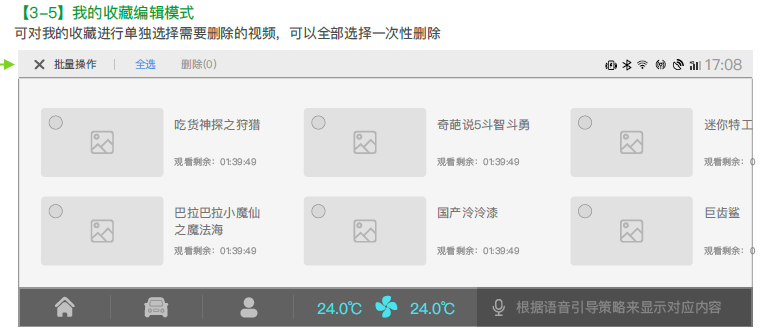 【3-5】我的收藏编辑模式
可对我的收藏进行单独选择需要删除的视频，可以全部选择一次性删除
批量操作 全选 删除(0) 17:08
吃货神探之狩猎 奇葩说5斗智斗勇 迷你特工
观看剩余：01:39:49 观看剩余：01:39:49 观看剩余：0
巴拉巴拉小魔仙 国产泠泠漆 巨齿鲨
之魔法海
观看剩余：01:39:49 观看剩余：01:39:49 观看剩余：0
24.0℃ 24.0℃ 根据语音引导策略来显示对应内容